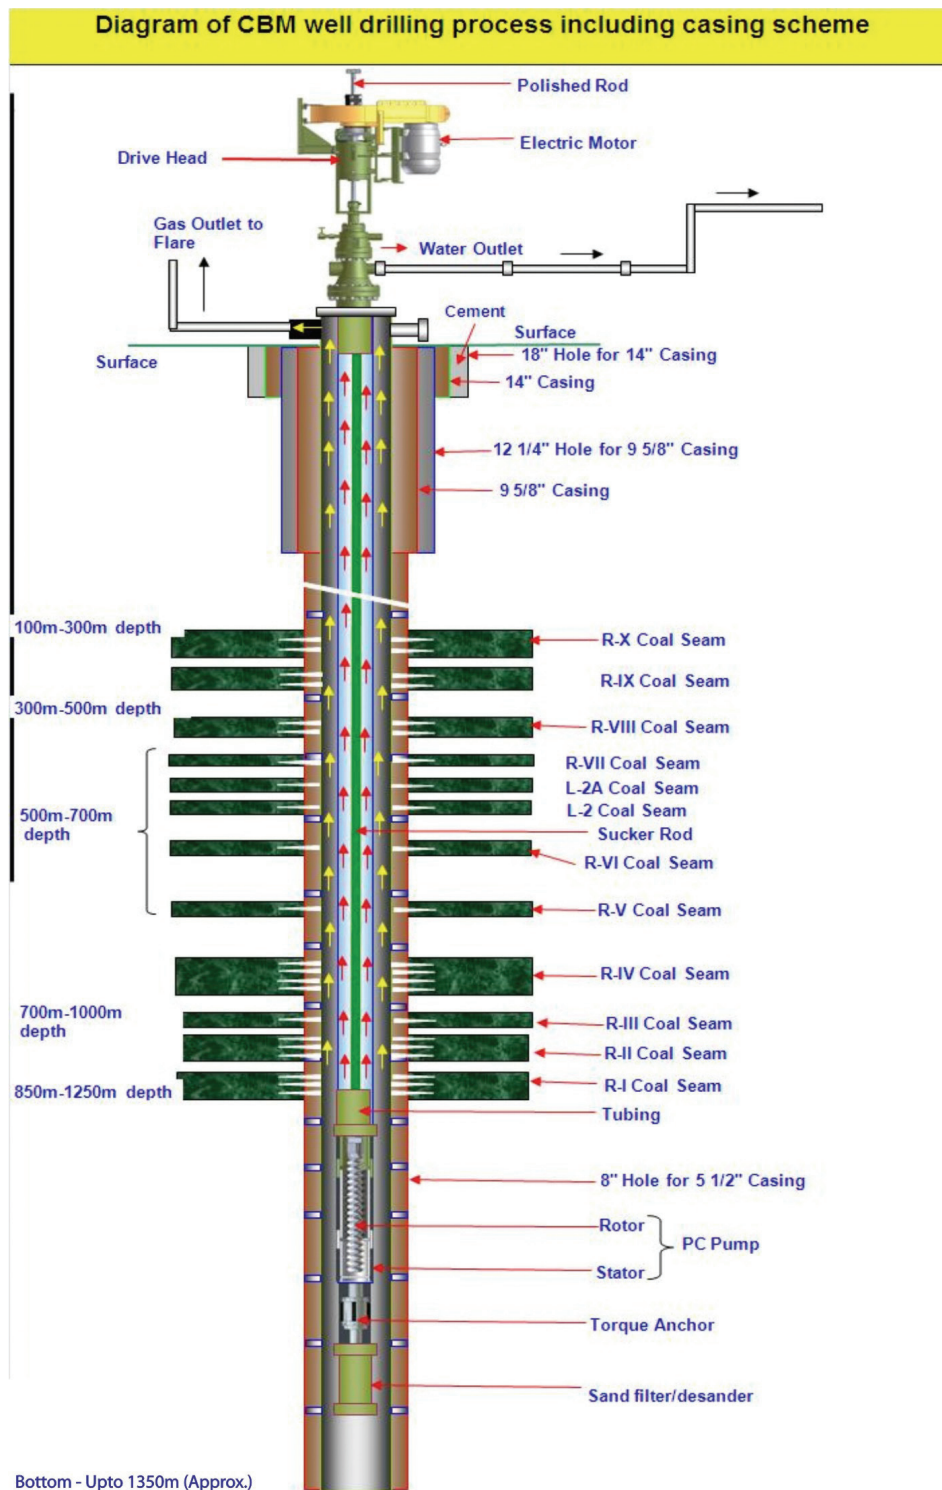 Diagram of CBM well drilling process including casing scheme
Polished Rod
Electric Motor
Drive Head
Gas Outlet to
Flare
Water Outlet
Cement
Surface
Surface
18" Hole for 14" Casing
14" Casing
12 1/4" Hole for 9 5/8" Casing
9 5/8" Casing
100m-300m depth
R-X Coal Seam
R-IX Coal Seam
300m-500m depth
R-VIII Coal Seam
R-VII Coal Seam
L-2A Coal Seam
L-2 Coal Seam
500m-700m
depth
Sucker Rod
R-VI Coal Seam
R-V Coal Seam
R-IV Coal Seam
700m-1000m
depth
R-III Coal Seam
R-II Coal Seam
R-I Coal Seam
850m-1250m depth
Tubing
8" Hole for 5 1/2" Casing
Rotor
PC Pump
Stator
Torque Anchor
Sand filter/desander
Bottom - Upto 1350m (Approx.)